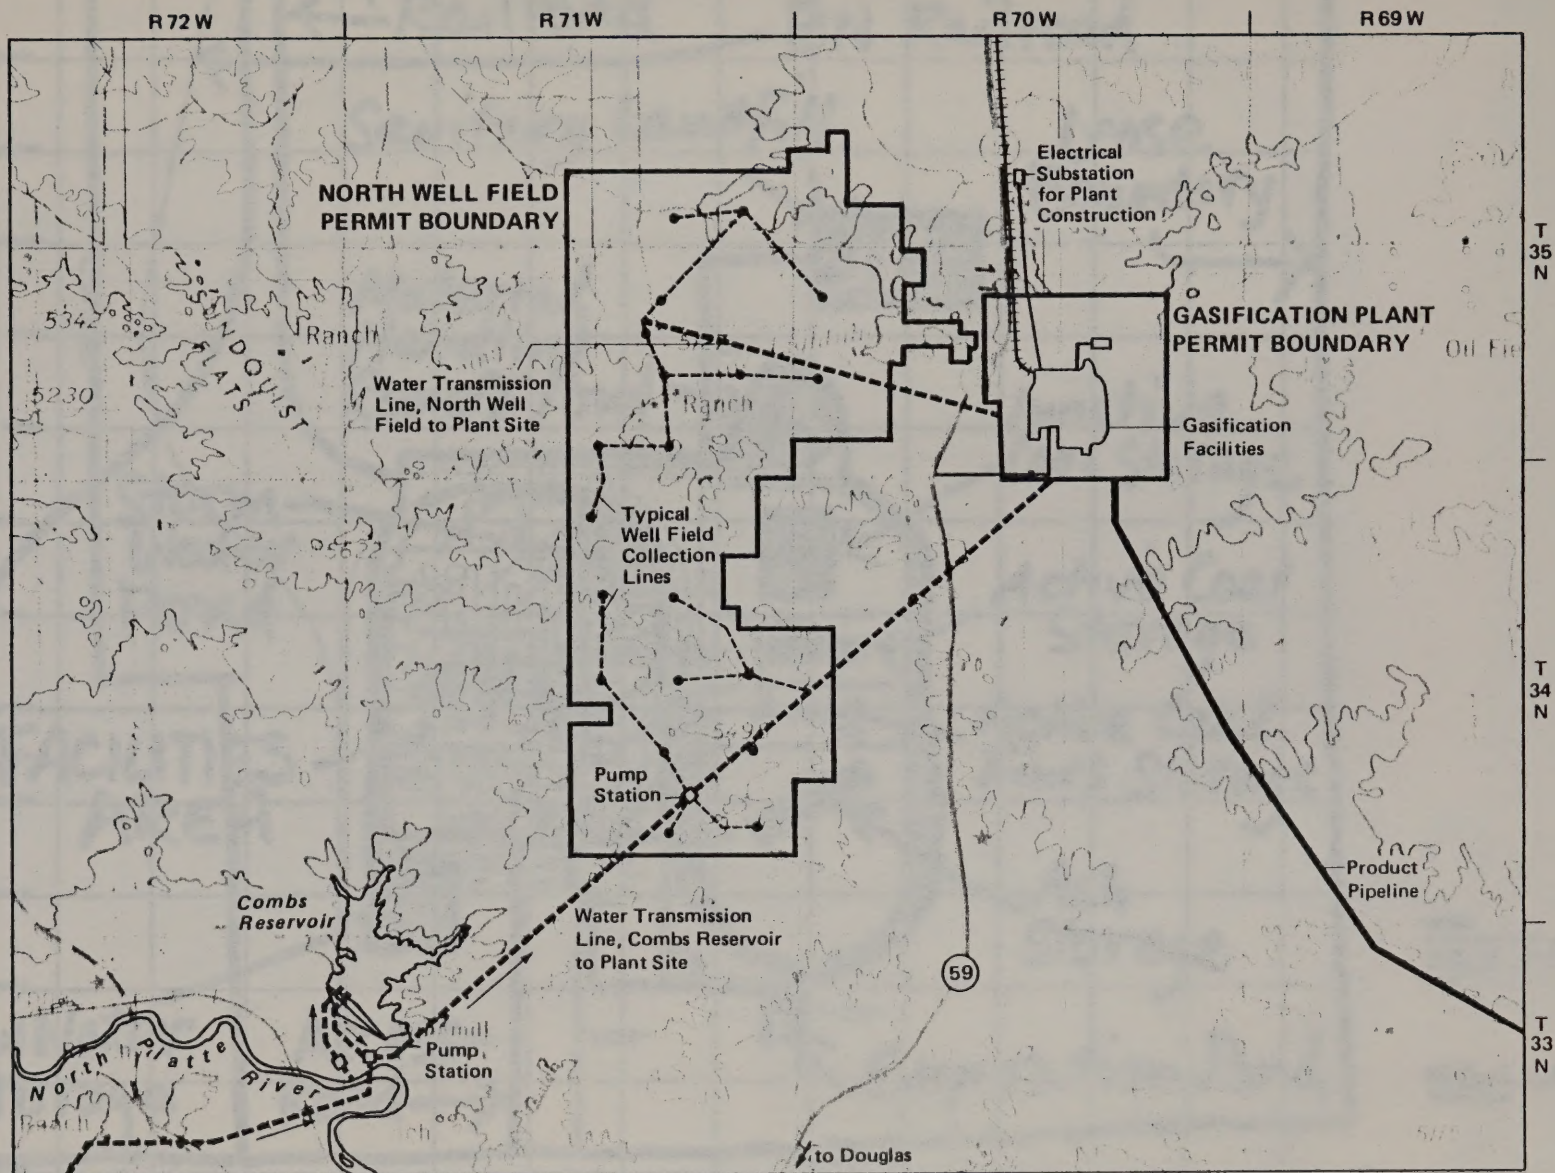 R 72 W
R 71 W
R 70 W
R 69 W
NORTH WELL FIELD
PERMIT BOUNDARY
Electrical
Substation
for Plant
Construction
T
35
N
5342
SANDQUIST
FLATS
Ranch
5230
GASIFICATION PLANT
PERMIT BOUNDARY
Water Transmission
Line, North Well
Field to Plant Site
Ranch
Gasification
Facilities
Typical
Well Field
Collection
Lines
5622
T
34
N
Pump
Station
Combs
Reservoir
Product
Pipeline
Water Transmission
Line, Combs Reservoir
to Plant Site
59
Pump
Station
North Platte River
T
33
N
to Douglas